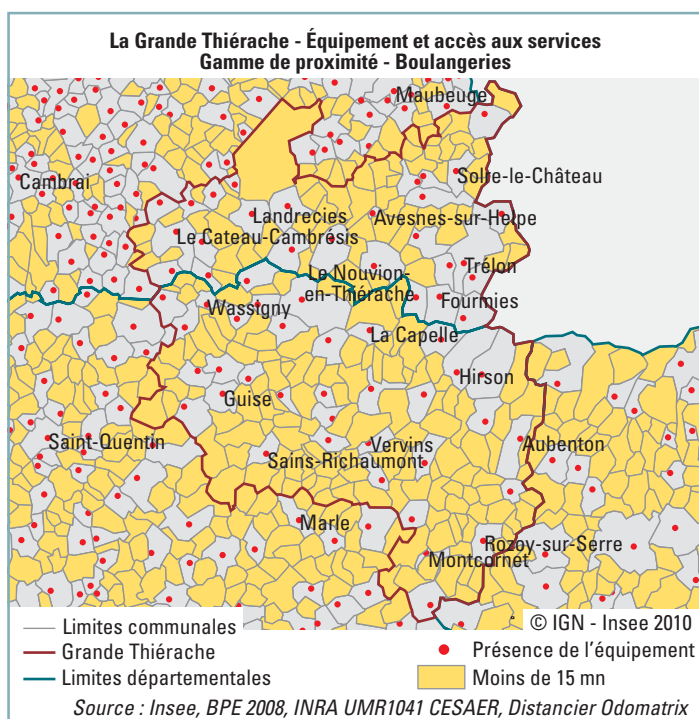 La Grande Thiérache - Équipement et accès aux services
Gamme de proximité - Boulangeries
Maubeuge
Cambrai
Solre-le-Château
Landrecies
Avesnes-sur-Helpe
Le Cateau-Cambrésis
Trélon
Le Nouvion-
en-Thiérache
Wassigny
Fourmies
La Capelle
Hirson
Guise
Saint-Quentin
Vervins
Aubenton
Sains-Richaumont
Marle
Rozoy-sur-Serre
Montcornet
© IGN - Insee 2010
Limites communales
Grande Thiérache
Limites départementales
Présence de l'équipement
Moins de 15 mn
Source : Insee, BPE 2008, INRA UMR1041 CESAER, Distancier Odomatrix